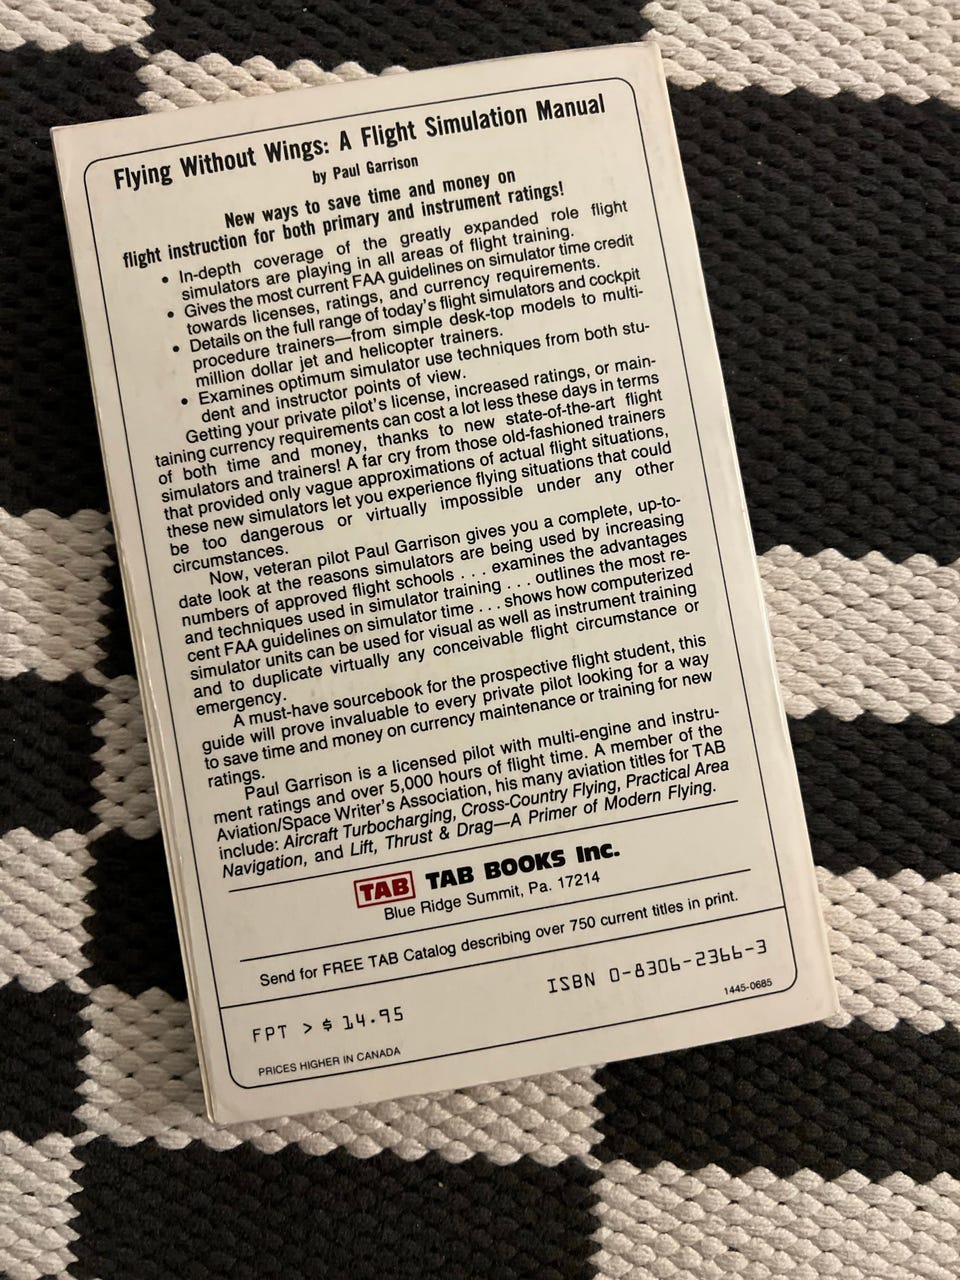 Flying Without Wings: A Flight Simulation Manual
by Paul Garrison
New ways to save time and money on
flight instruction for both primary and instrument ratings!
• In-depth coverage of the greatly expanded role flight
simulators are playing in all areas of flight training.
• Gives the most current FAA guidelines on simulator time credit
towards licenses, ratings, and currency requirements.
• Details on the full range of today's flight simulators and cockpit
procedure trainers—from simple desk-top models to multi-
million dollar jet and helicopter trainers.
• Examines optimum simulator use techniques from both stu-
dent and instructor points of view.
Getting your private pilot's license, increased ratings, or main-
taining currency requirements can cost a lot less these days in terms
of both time and money, thanks to new state-of-the-art flight
simulators and trainers! A far cry from those old-fashioned trainers
that provided only vague approximations of actual flight situations,
these new simulators let you experience flying situations that could
be too dangerous or virtually impossible under any other
circumstances.
Now, veteran pilot Paul Garrison gives you a complete, up-to-
date look at the reasons simulators are being used by increasing
numbers of approved flight schools . . . examines the advantages
and techniques used in simulator training . . . outlines the most re-
cent FAA guidelines on simulator time . . . shows how computerized
simulator units can be used for visual as well as instrument training
and to duplicate virtually any conceivable flight circumstance or
emergency.
A must-have sourcebook for the prospective flight student, this
guide will prove invaluable to every private pilot looking for a way
to save time and money on currency maintenance or training for new
ratings.
Paul Garrison is a licensed pilot with multi-engine and instru-
ment ratings and over 5,000 hours of flight time. A member of the
Aviation/Space Writer's Association, his many aviation titles for TAB
include: Aircraft Turbocharging, Cross-Country Flying, Practical Area
Navigation, and Lift, Thrust & Drag—A Primer of Modern Flying.
TAB TAB BOOKS Inc.
Blue Ridge Summit, Pa. 17214
Send for FREE TAB Catalog describing over 750 current titles in print.
FPT > $ 14.95
ISBN 0-8306-2366-3
PRICES HIGHER IN CANADA
1445-0685